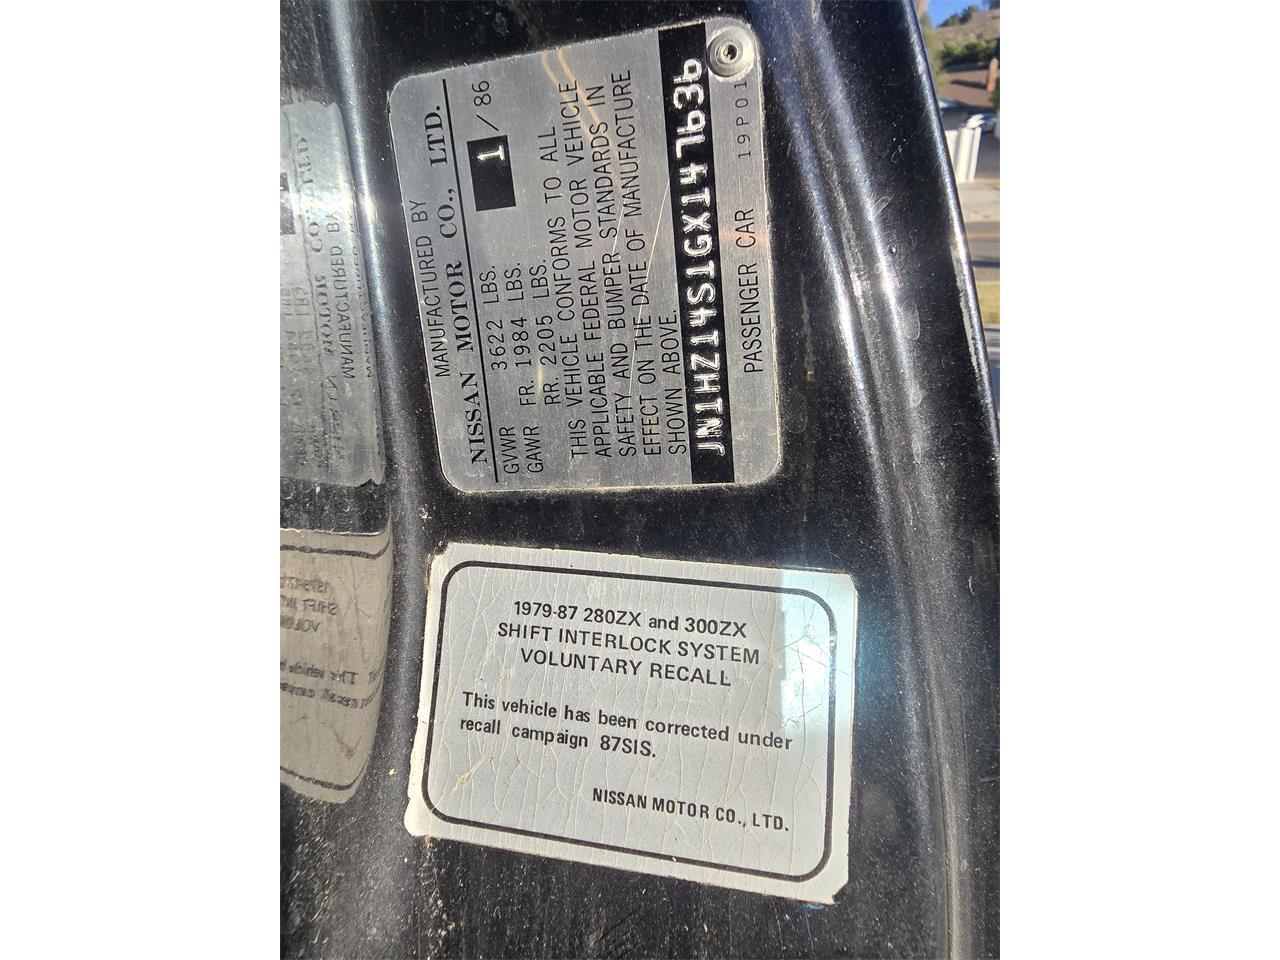 MANUFACTURED BY
NISSAN MOTOR CO., LTD.
1 / 86
GVWR 3622 LBS.
GAWR FR. 1984 LBS.
RR. 2205 LBS.
THIS VEHICLE CONFORMS TO ALL
APPLICABLE FEDERAL MOTOR VEHICLE
SAFETY AND BUMPER STANDARDS IN
EFFECT ON THE DATE OF MANUFACTURE
SHOWN ABOVE.
JN1HZ14S1GX147636
PASSENGER CAR 19P01
1979-87 280ZX and 300ZX
SHIFT INTERLOCK SYSTEM
VOLUNTARY RECALL
This vehicle has been corrected under
recall campaign 87SIS.
NISSAN MOTOR CO., LTD.